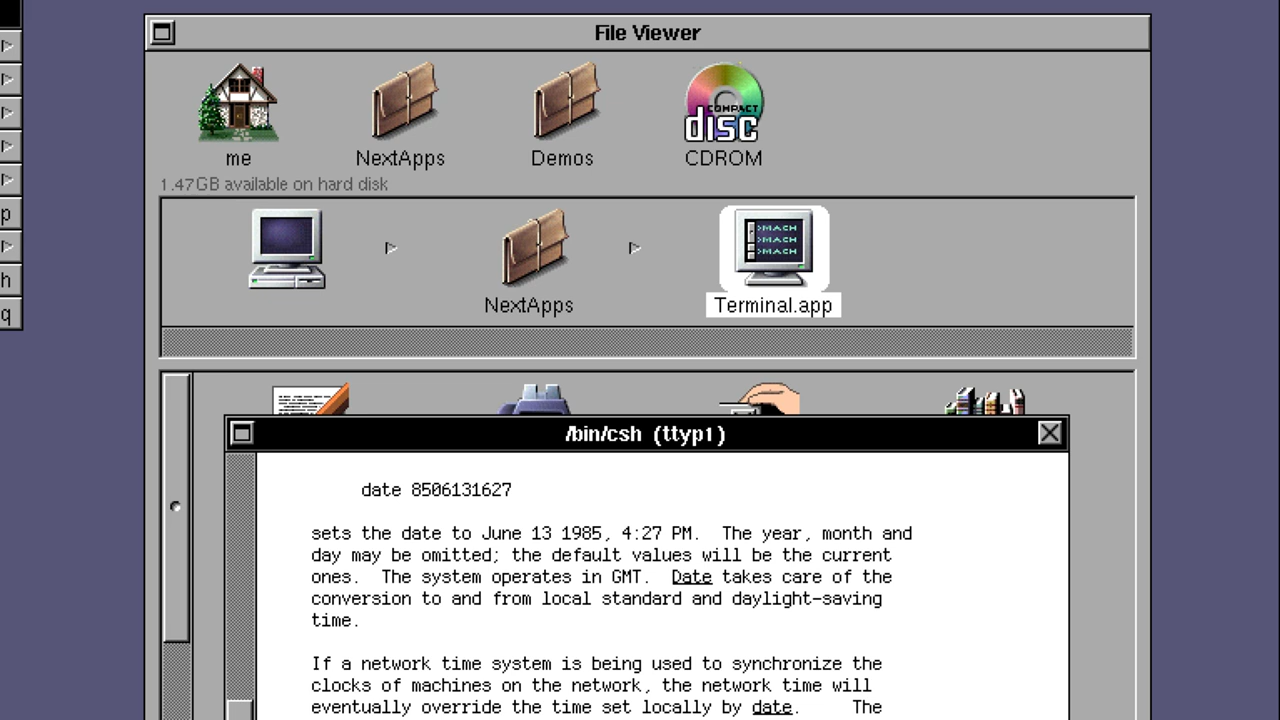 File Viewer
me
NextApps
Demos
COMPACT
disc
CDROM
1.47GB available on hard disk
p
h
q
>MACH
>MACH
>MACH
NextApps
Terminal.app
/bin/csh (ttyp1)
date 8506131627
sets the date to June 13 1985, 4:27 PM. The year, month and
day may be omitted; the default values will be the current
ones. The system operates in GMT. Date takes care of the
conversion to and from local standard and daylight-saving
time.
If a network time system is being used to synchronize the
clocks of machines on the network, the network time will
eventually override the time set locally by date. The